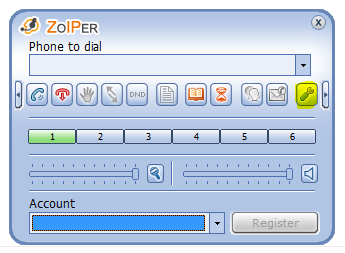 ZOIPER
X
Phone to dial
DND
1 2 3 4 5 6
Account
Register